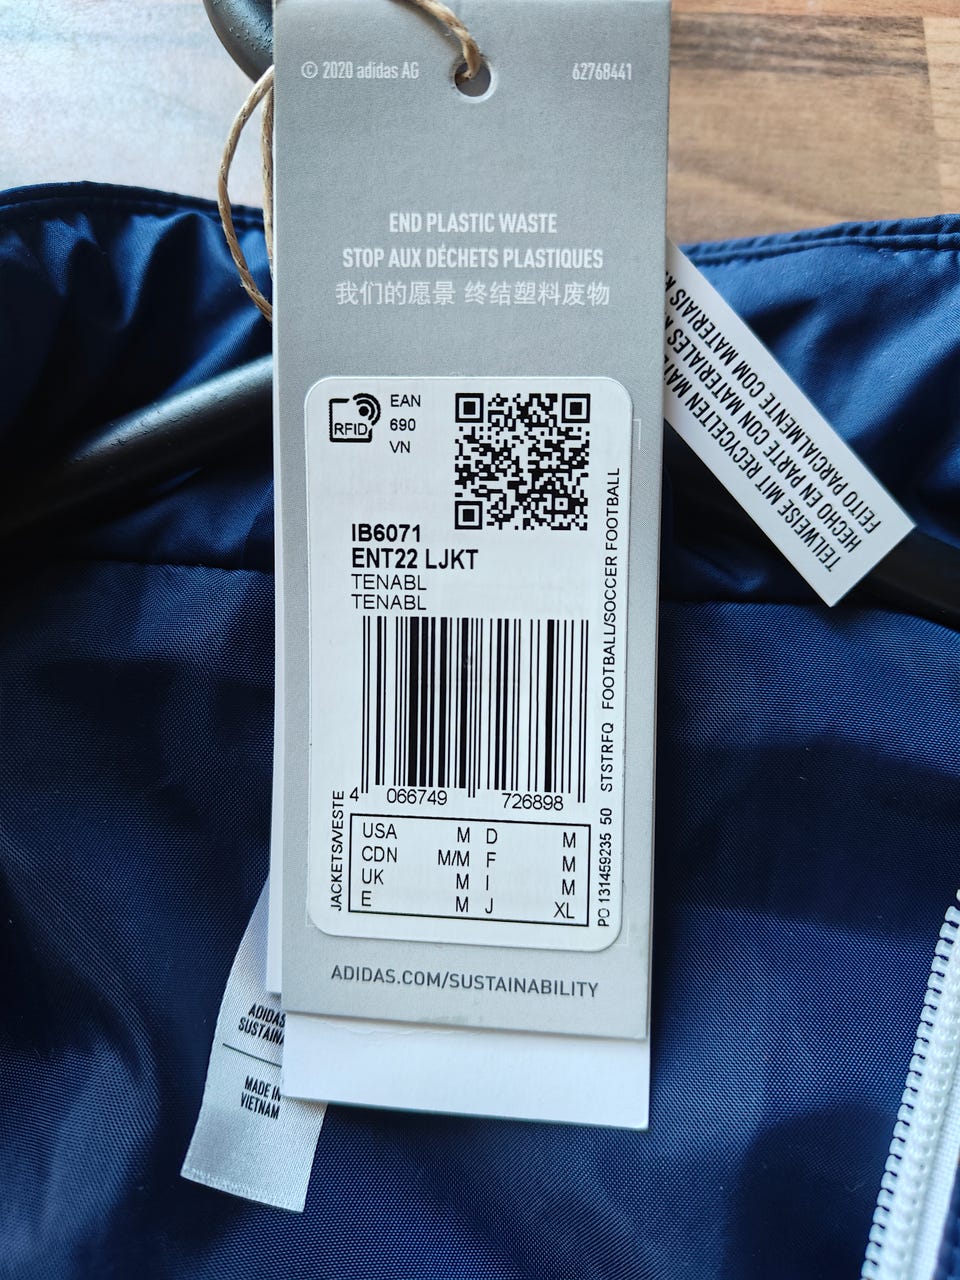 © 2020 adidas AG
62768441
END PLASTIC WASTE
STOP AUX DÉCHETS PLASTIQUES
我们的愿景 终结塑料废物
RFID
EAN
690
VN
IB6071
ENT22 LJKT
TENABL
TENABL
4 066749 726898
JACKETS/VESTE
PO 131459235 50 STSTRFQ FOOTBALL/SOCCER FOOTBALL
USA M D M
CDN M/M F M
UK M I M
E M J XL
ADIDAS.COM/SUSTAINABILITY
TEILWEISE MIT RECYCELTEN
HECHO EN PARTE CON MATERIALES
FEITO PARCIALMENTE COM MATERIAIS
ADIDAS
MADE IN
VIETNAM